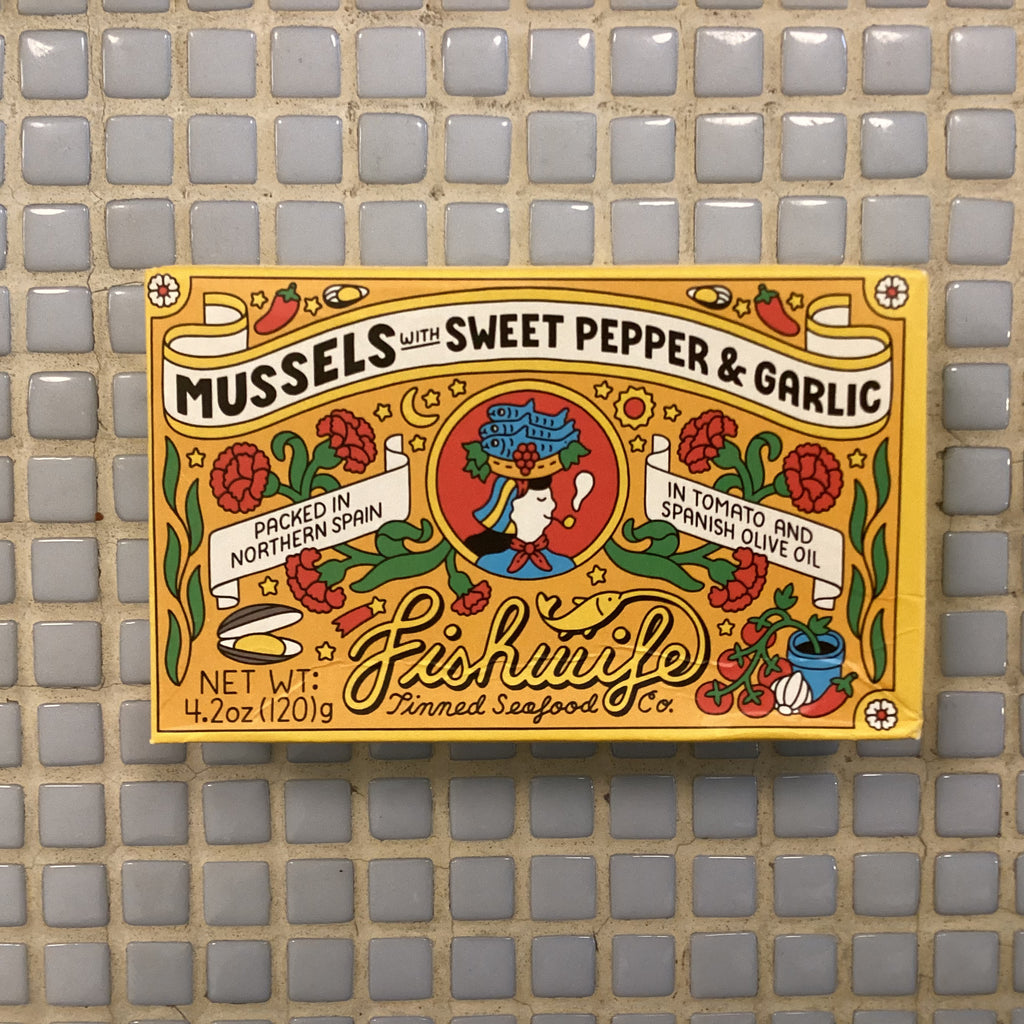 MUSSELS WITH SWEET PEPPER & GARLIC
PACKED IN
NORTHERN SPAIN
IN TOMATO AND
SPANISH OLIVE OIL
Fishwife
Tinned Seafood Co.
NET WT:
4.2oz (120)g